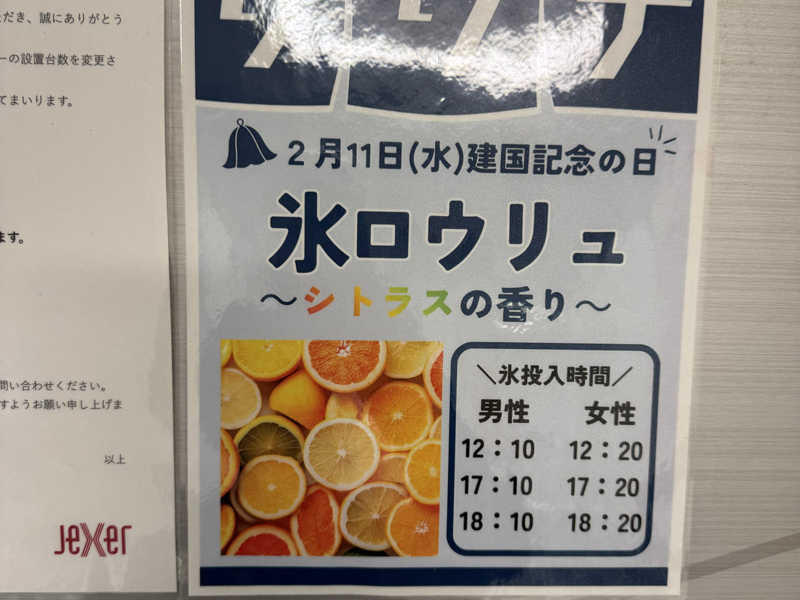 ただき、誠にありがとう
ーの設置台数を変更さ
てまいります。
ます。
問い合わせください。
すようお願い申し上げま
以上
JEXER
2月11日(水)建国記念の日
氷ロウリュ
～シトラスの香り～
＼氷投入時間／
男性 女性
12：10 12：20
17：10 17：20
18：10 18：20